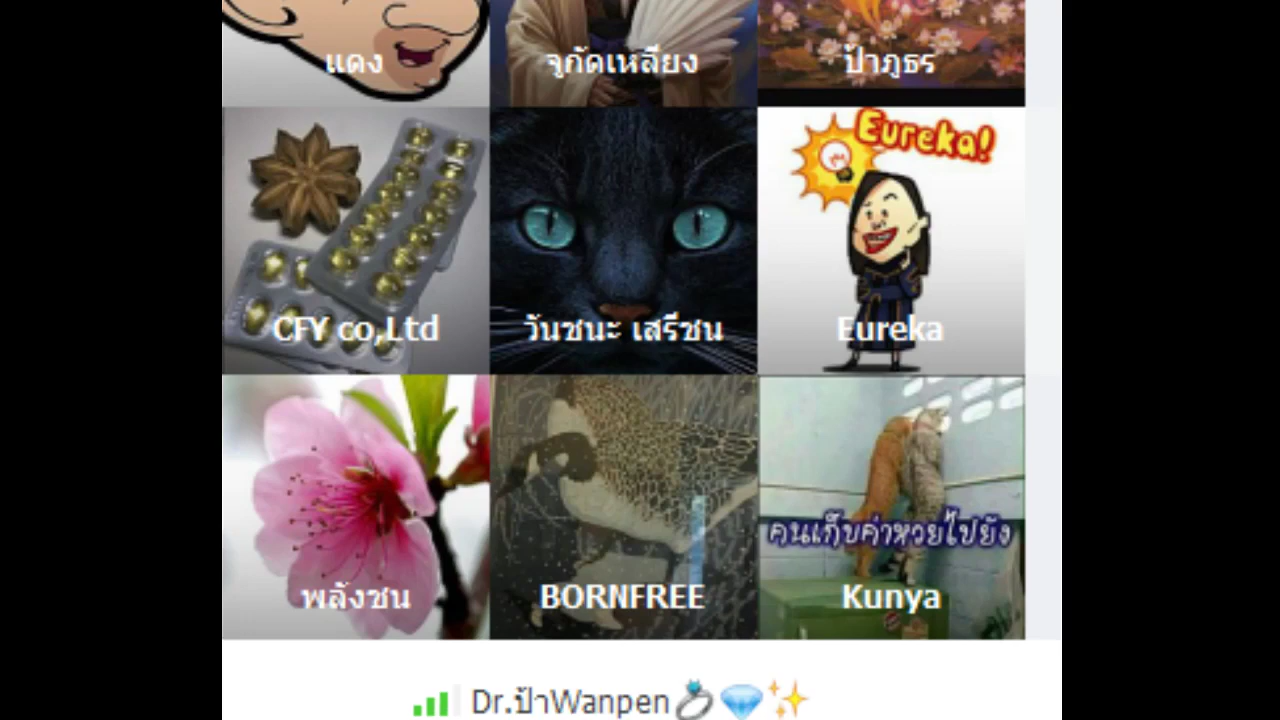 แดง
จูกัดเหลียง
ป้าภูธร
Eureka!
CFY co,Ltd
วันชนะ เสรีชน
Eureka
คนเก็บค่าหวยไปยัง
พลังชน
BORNFREE
Kunya
Dr.ป้าWanpen💍💎✨